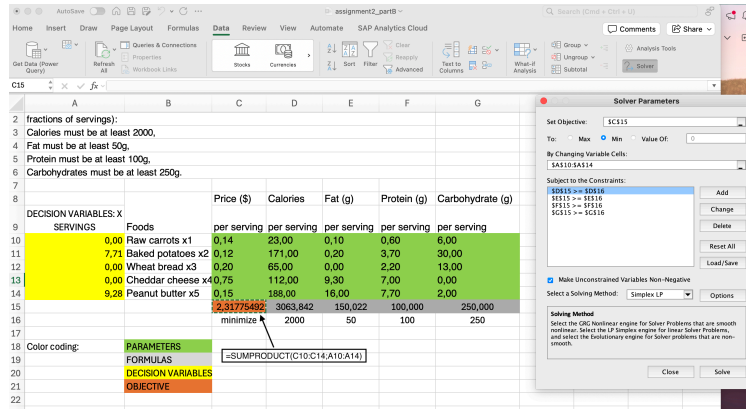 AutoSave
assignment2_partB
Search (Cmd + Ctrl + U)
Home Insert Draw Page Layout Formulas Data Review View Automate SAP Analytics Cloud
Comments Share
Get Data (Power Query)
Refresh All
Queries & Connections
Properties
Workbook Links
Stocks
Currencies
Sort
Filter
Clear
Reapply
Advanced
Text to Columns
What-if Analysis
Group
Ungroup
Subtotal
Analysis Tools
Solver
C15 fx
A B C D E F G
2 fractions of servings):
3 Calories must be at least 2000,
4 Fat must be at least 50g,
5 Protein must be at least 100g,
6 Carbohydrates must be at least 250g.
7
8 Price ($) Calories Fat (g) Protein (g) Carbohydrate (g)
DECISION VARIABLES: X
9 SERVINGS Foods per serving per serving per serving per serving per serving
10 0,00 Raw carrots x1 0,14 23,00 0,10 0,60 6,00
11 7,71 Baked potatoes x2 0,12 171,00 0,20 3,70 30,00
12 0,00 Wheat bread x3 0,20 65,00 0,00 2,20 13,00
13 0,00 Cheddar cheese x4 0,75 112,00 9,30 7,00 0,00
14 9,28 Peanut butter x5 0,15 188,00 16,00 7,70 2,00
15 2,31775492 3063,842 150,022 100,000 250,000
16 minimize 2000 50 100 250
17
18 Color coding: PARAMETERS
19 FORMULAS
=SUMPRODUCT(C10:C14;A10:A14)
20 DECISION VARIABLES
21 OBJECTIVE
22
Solver Parameters
Set Objective: $C$15
To: Max Min Value Of: 0
By Changing Variable Cells:
$A$10:$A$14
Subject to the Constraints:
$D$15 >= $D$16
$E$15 >= $E$16
$F$15 >= $F$16
$G$15 >= $G$16
Add
Change
Delete
Reset All
Load/Save
Make Unconstrained Variables Non-Negative
Select a Solving Method: Simplex LP Options
Solving Method
Select the GRG Nonlinear engine for Solver Problems that are smooth
nonlinear. Select the LP Simplex engine for linear Solver Problems,
and select the Evolutionary engine for Solver problems that are non-
smooth.
Close Solve